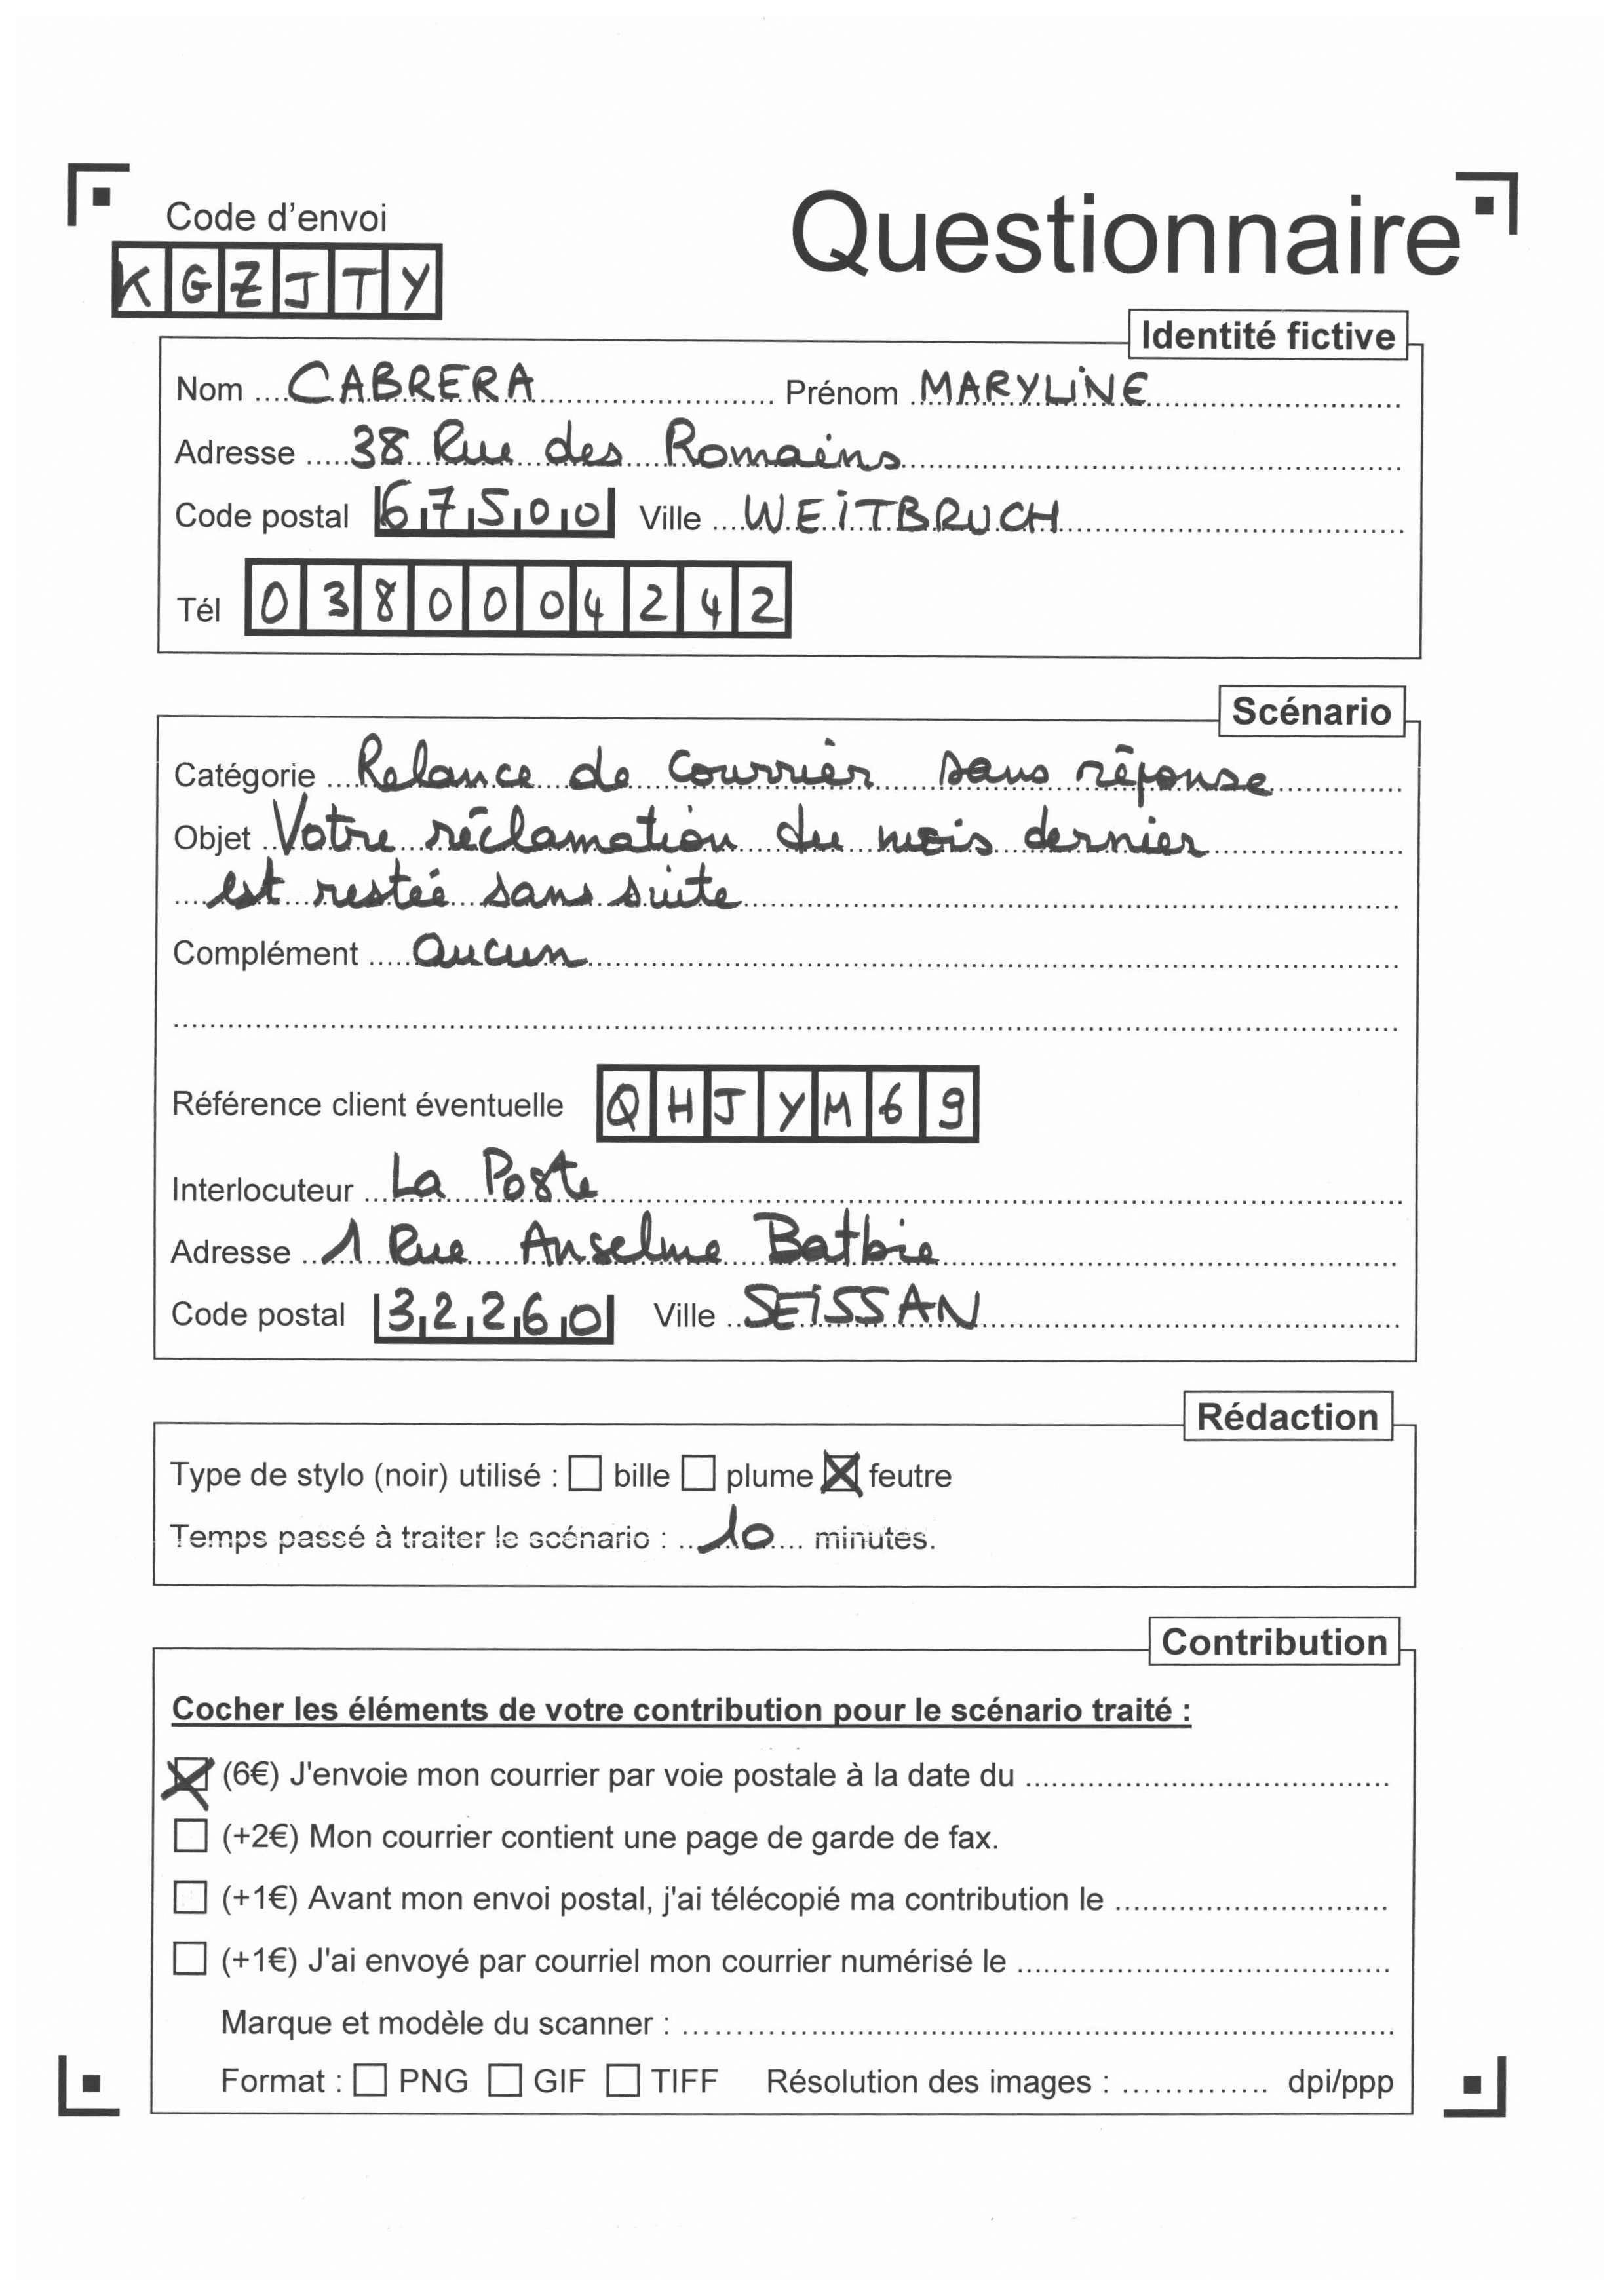 Code d'envoi
Questionnaire
K G Z J T Y
Identité fictive
Nom CABRERA Prénom MARYLINE
Adresse 38 Rue des Romains
Code postal 67500 Ville WEITBRUCH
Tél 0380004242
Scénario
Catégorie Relance de courrier sans réponse
Objet Votre réclamation du mois dernier
est restée sans suite
Complément aucun
Référence client éventuelle QHJYM69
Interlocuteur La Poste
Adresse 1 Rue Anselme Batbie
Code postal 32260 Ville SEISSAN
Rédaction
Type de stylo (noir) utilisé : ☐ bille ☐ plume ☒ feutre
Temps passé à traiter le scénario : 10 minutes.
Contribution
Cocher les éléments de votre contribution pour le scénario traité :
☒ (6€) J'envoie mon courrier par voie postale à la date du
☐ (+2€) Mon courrier contient une page de garde de fax.
☐ (+1€) Avant mon envoi postal, j'ai télécopié ma contribution le
☐ (+1€) J'ai envoyé par courriel mon courrier numérisé le
Marque et modèle du scanner :
Format : ☐ PNG ☐ GIF ☐ TIFF Résolution des images : dpi/ppp